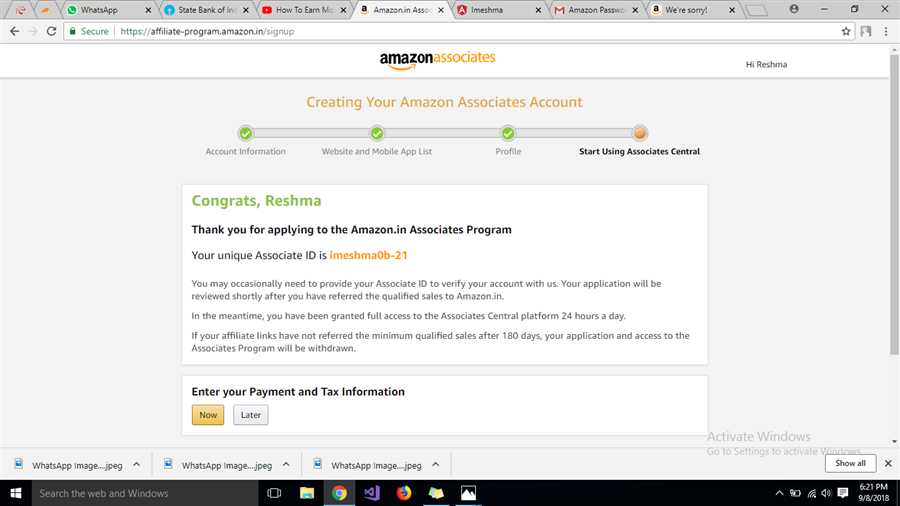 WhatsApp
State Bank of In
How To Earn Mo
Amazon.in Assoc
Imeshma
Amazon Passwo
We're sorry!
Secure
https://affiliate-program.amazon.in/signup
amazonassociates
Hi Reshma
Creating Your Amazon Associates Account
Account Information
Website and Mobile App List
Profile
Start Using Associates Central
Congrats, Reshma
Thank you for applying to the Amazon.in Associates Program
Your unique Associate ID is imeshma0b-21
You may occasionally need to provide your Associate ID to verify your account with us. Your application will be
reviewed shortly after you have referred the qualified sales to Amazon.in.
In the meantime, you have been granted full access to the Associates Central platform 24 hours a day.
If your affiliate links have not referred the minimum qualified sales after 180 days, your application and access to the
Associates Program will be withdrawn.
Enter your Payment and Tax Information
Now
Later
Activate Windows
Go to Settings to activate Windows.
WhatsApp Image....jpeg
WhatsApp Image....jpeg
WhatsApp Image....jpeg
Show all
Search the web and Windows
6:21 PM
9/8/2018